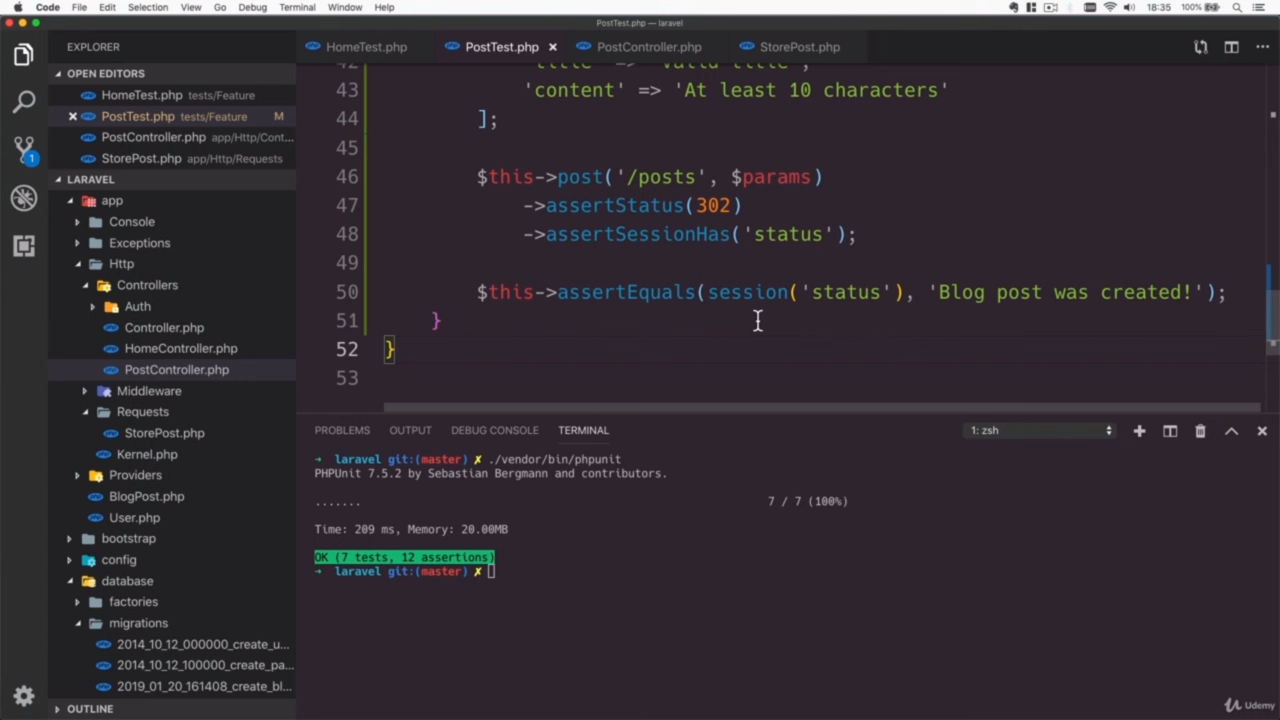 Code File Edit Selection View Go Debug Terminal Window Help 18:35 100%
PostTest.php — laravel
EXPLORER
HomeTest.php PostTest.php × PostController.php StorePost.php
OPEN EDITORS
HomeTest.php tests/Feature
PostTest.php tests/Feature M
PostController.php app/Http/Cont...
StorePost.php app/Http/Requests
LARAVEL
app
Console
Exceptions
Http
Controllers
Auth
Controller.php
HomeController.php
PostController.php
Middleware
Requests
StorePost.php
Kernel.php
Providers
BlogPost.php
User.php
bootstrap
config
database
factories
migrations
2014_10_12_000000_create_u...
2014_10_12_100000_create_pa...
2019_01_20_161408_create_bl...
OUTLINE
1
42 'title' => 'Valid title',
43 'content' => 'At least 10 characters'
44 ];
45
46 $this->post('/posts', $params)
47 ->assertStatus(302)
48 ->assertSessionHas('status');
49
50 $this->assertEquals(session('status'), 'Blog post was created!');
51 }
52 }
53
PROBLEMS OUTPUT DEBUG CONSOLE TERMINAL 1: zsh
→ laravel git:(master) ✗ ./vendor/bin/phpunit
PHPUnit 7.5.2 by Sebastian Bergmann and contributors.
....... 7 / 7 (100%)
Time: 209 ms, Memory: 20.00MB
OK (7 tests, 12 assertions)
→ laravel git:(master) ✗
Udemy